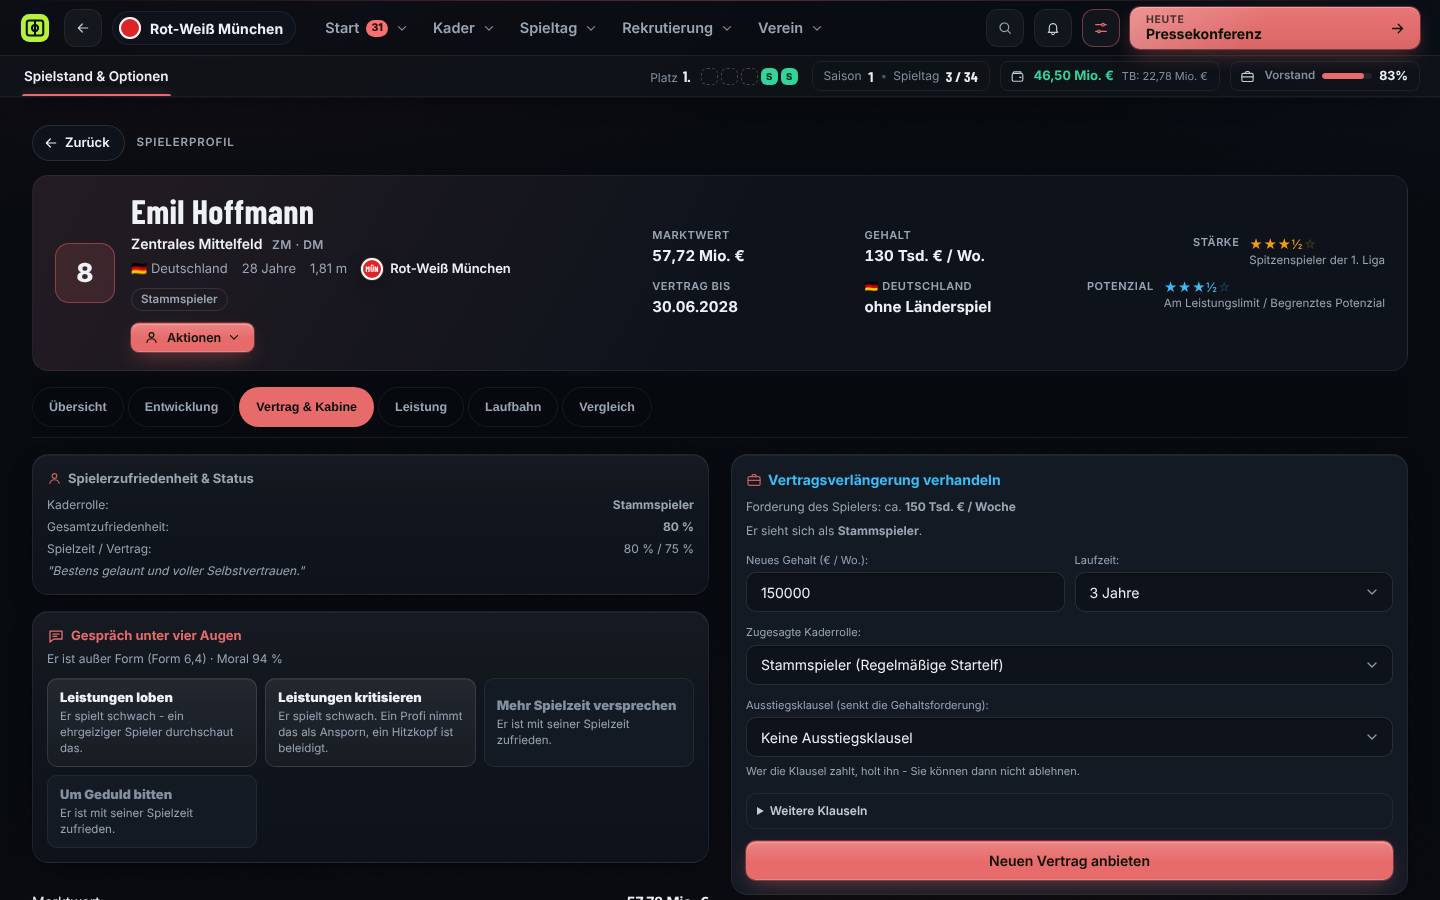 Rot-Weiß München
Start 31
Kader
Spieltag
Rekrutierung
Verein
HEUTE
Pressekonferenz
Spielstand & Optionen
Platz 1.
S S
Saison 1 • Spieltag 3 / 34
46,50 Mio. € TB: 22,78 Mio. €
Vorstand 83%
Zurück
SPIELERPROFIL
8
Emil Hoffmann
Zentrales Mittelfeld ZM · DM
Deutschland 28 Jahre 1,81 m MÜN Rot-Weiß München
Stammspieler
Aktionen
MARKTWERT
57,72 Mio. €
GEHALT
130 Tsd. € / Wo.
VERTRAG BIS
30.06.2028
DEUTSCHLAND
ohne Länderspiel
STÄRKE ★★★½☆
Spitzenspieler der 1. Liga
POTENZIAL ★★★½☆
Am Leistungslimit / Begrenztes Potenzial
Übersicht
Entwicklung
Vertrag & Kabine
Leistung
Laufbahn
Vergleich
Spielerzufriedenheit & Status
Kaderrolle: Stammspieler
Gesamtzufriedenheit: 80 %
Spielzeit / Vertrag: 80 % / 75 %
"Bestens gelaunt und voller Selbstvertrauen."
Gespräch unter vier Augen
Er ist außer Form (Form 6,4) · Moral 94 %
Leistungen loben
Er spielt schwach - ein
ehrgeiziger Spieler durchschaut
das.
Leistungen kritisieren
Er spielt schwach. Ein Profi nimmt
das als Ansporn, ein Hitzkopf ist
beleidigt.
Mehr Spielzeit versprechen
Er ist mit seiner Spielzeit
zufrieden.
Um Geduld bitten
Er ist mit seiner Spielzeit
zufrieden.
Vertragsverlängerung verhandeln
Forderung des Spielers: ca. 150 Tsd. € / Woche
Er sieht sich als Stammspieler.
Neues Gehalt (€ / Wo.):
150000
Laufzeit:
3 Jahre
Zugesagte Kaderrolle:
Stammspieler (Regelmäßige Startelf)
Ausstiegsklausel (senkt die Gehaltsforderung):
Keine Ausstiegsklausel
Wer die Klausel zahlt, holt ihn - Sie können dann nicht ablehnen.
Weitere Klauseln
Neuen Vertrag anbieten
Marktwert 57,72 Mio. €